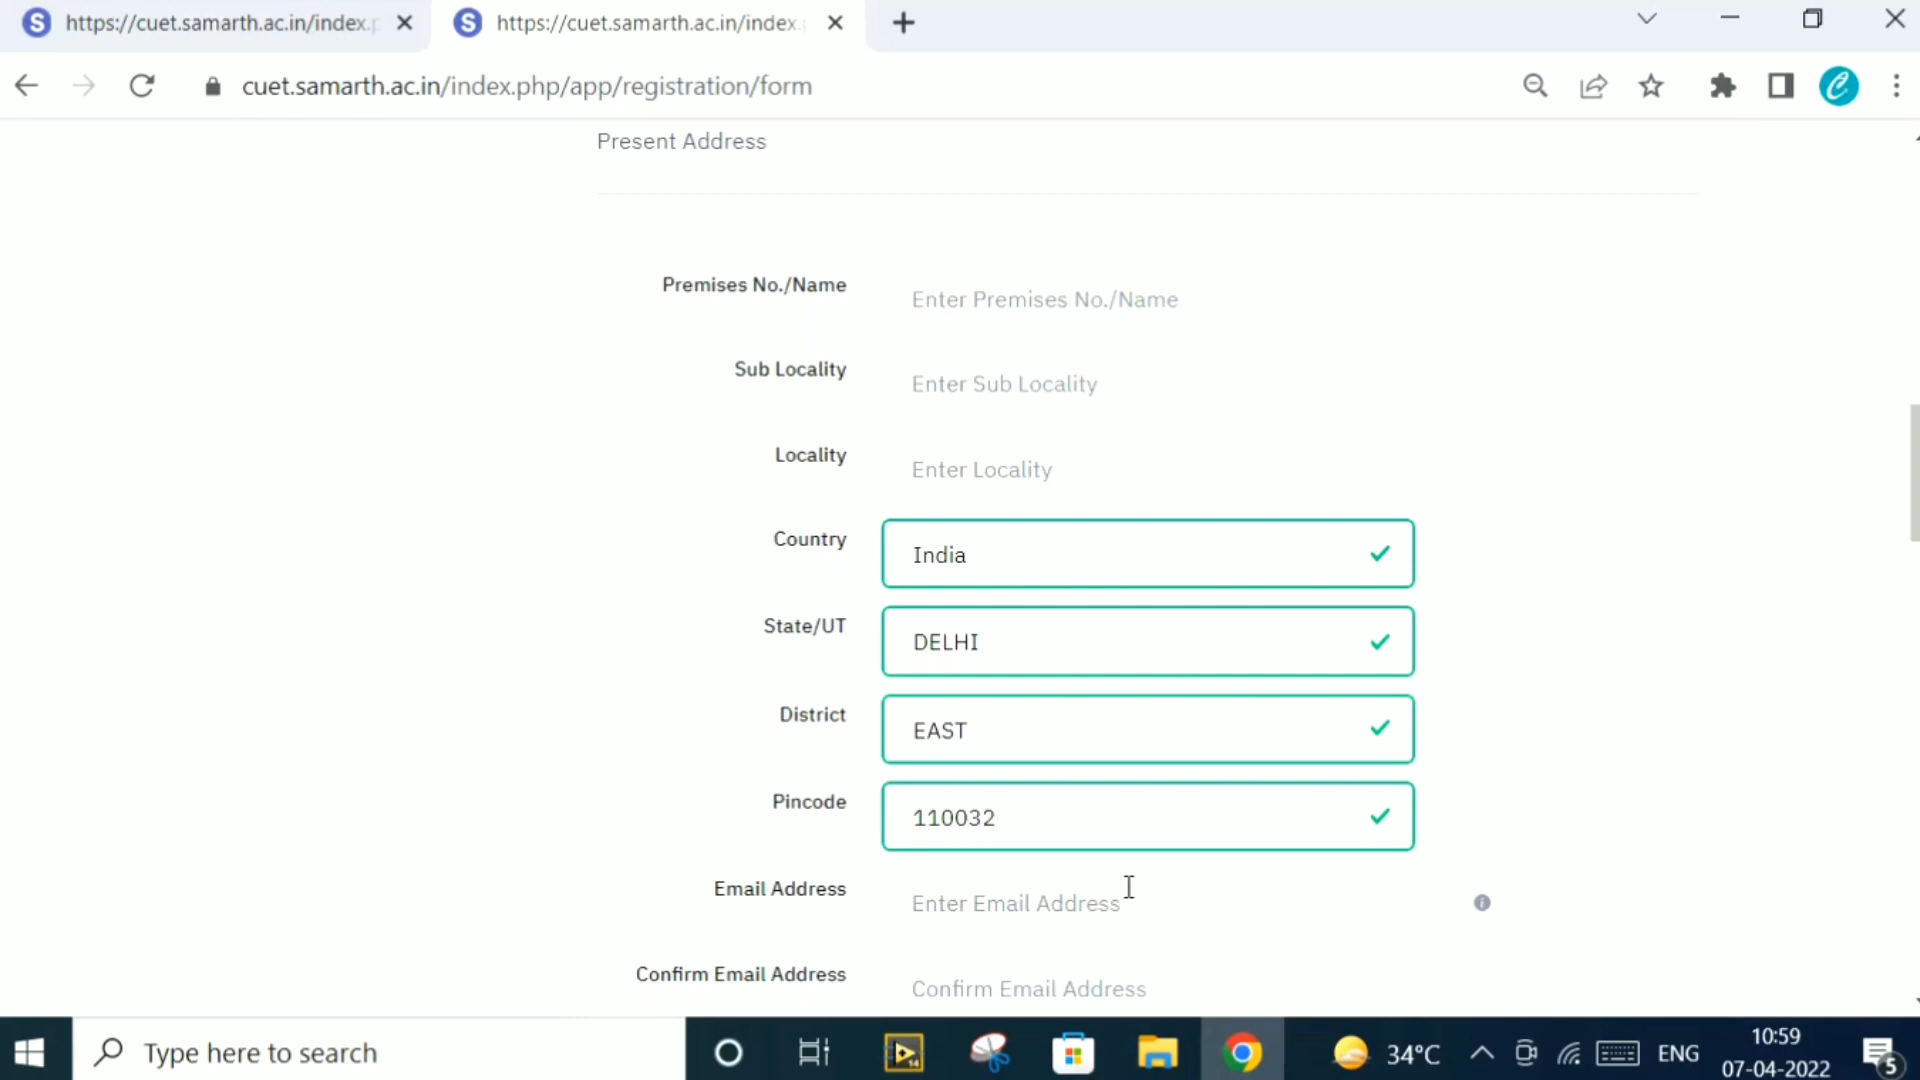 https://cuet.samarth.ac.in/index.p
https://cuet.samarth.ac.in/index.
cuet.samarth.ac.in/index.php/app/registration/form
Present Address
Premises No./Name
Enter Premises No./Name
Sub Locality
Enter Sub Locality
Locality
Enter Locality
Country
India
State/UT
DELHI
District
EAST
Pincode
110032
Email Address
Enter Email Address
Confirm Email Address
Confirm Email Address
Type here to search
34°C
ENG
10:59
07-04-2022
5